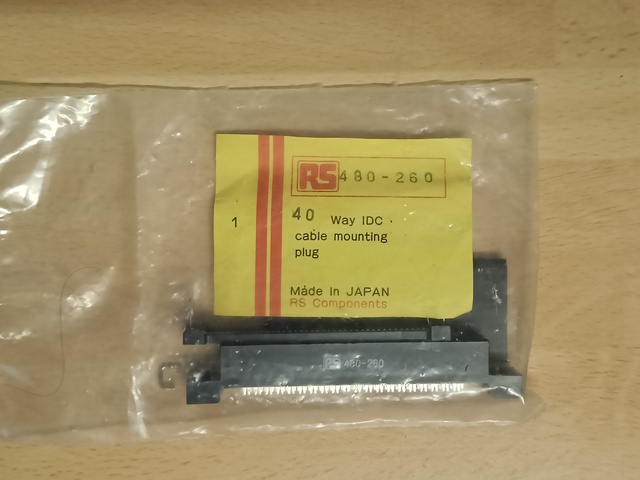 RS 480-260
1
40 Way IDC
cable mounting
plug
Made in JAPAN
RS Components
RS 480-260